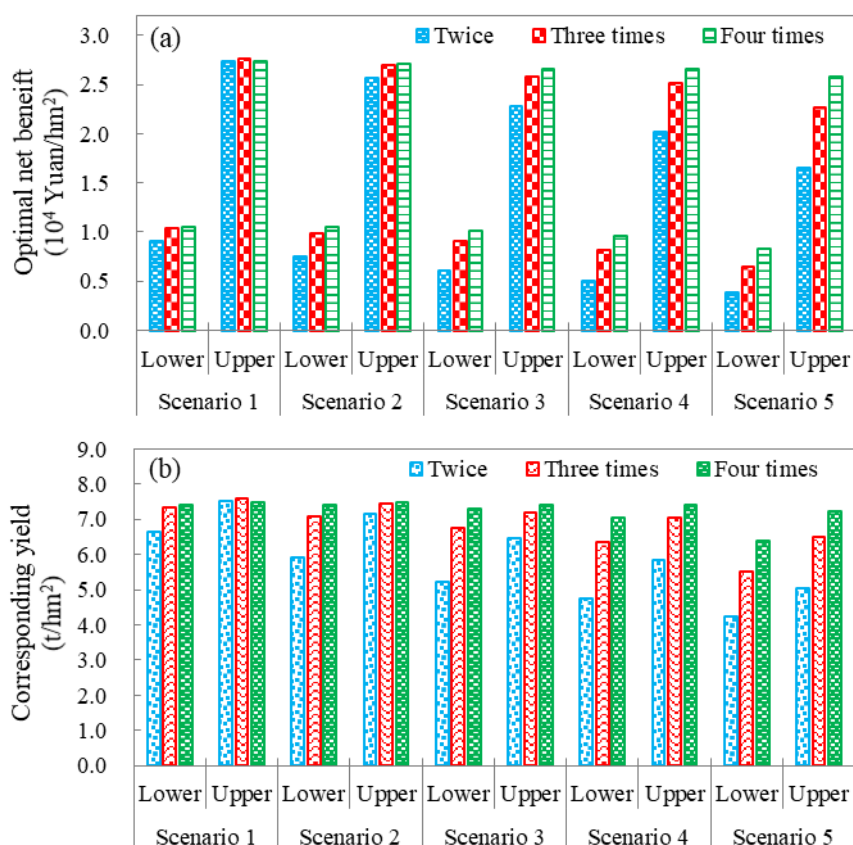 (a)
Twice
Three times
Four times
Optimal net beneift
(10⁴ Yuan/hm²)
3.0
2.5
2.0
1.5
1.0
0.5
0.0
Lower Upper Lower Upper Lower Upper Lower Upper Lower Upper
Scenario 1 Scenario 2 Scenario 3 Scenario 4 Scenario 5
(b)
Twice
Three times
Four times
Corresponding yield
(t/hm²)
9.0
8.0
7.0
6.0
5.0
4.0
3.0
2.0
1.0
0.0
Lower Upper Lower Upper Lower Upper Lower Upper Lower Upper
Scenario 1 Scenario 2 Scenario 3 Scenario 4 Scenario 5